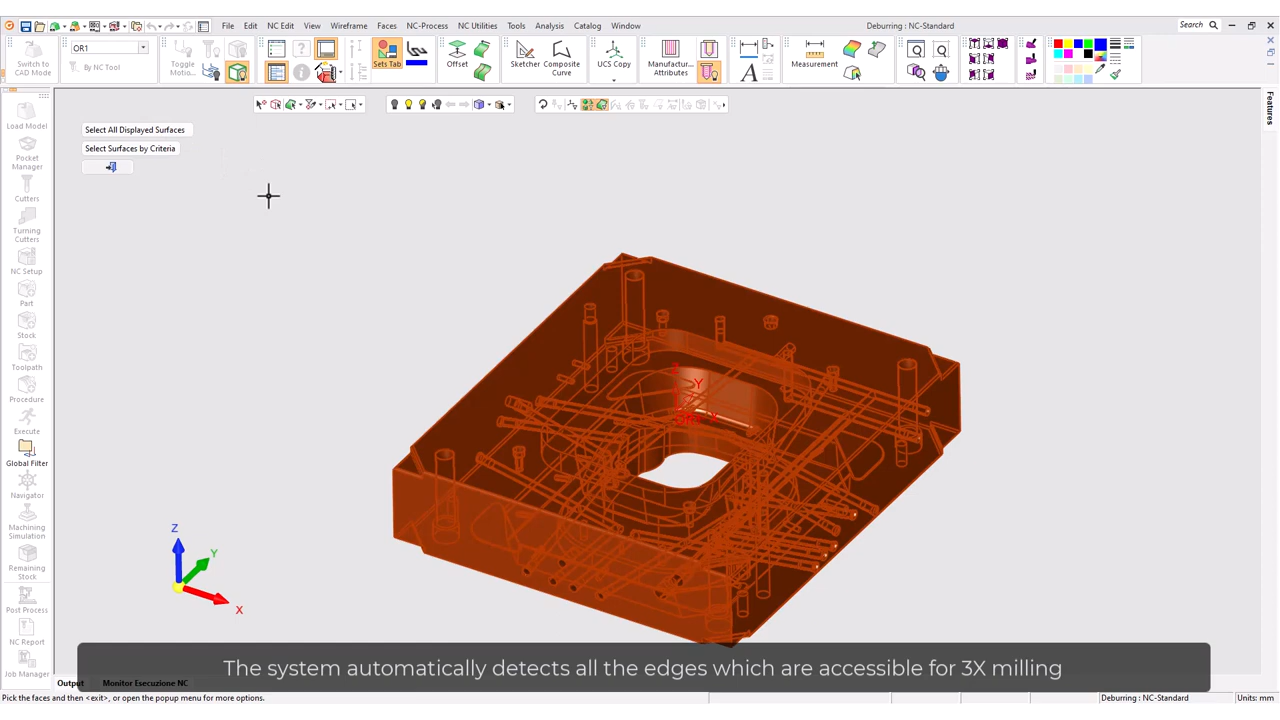 File Edit NC Edit View Wireframe Faces NC-Process NC Utilities Tools Analysis Catalog Window
Deburring : NC-Standard
Search
Switch to CAD Mode
OR1
By NC Tool
Toggle Motio...
Sets Tab
Offset
Sketcher
Composite Curve
UCS Copy
Manufactur... Attributes
Measurement
Features
Load Model
Pocket Manager
Cutters
Turning Cutters
NC Setup
Part
Stock
Toolpath
Procedure
Execute
Global Filter
Navigator
Machining Simulation
Remaining Stock
Post Process
NC Report
Job Manager
Select All Displayed Surfaces
Select Surfaces by Criteria
Z
Y
X
Z
Y
X
The system automatically detects all the edges which are accessible for 3X milling
Output
Monitor Esecuzione NC
Pick the faces and then <exit>, or open the popup menu for more options.
Deburring : NC-Standard
Units: mm